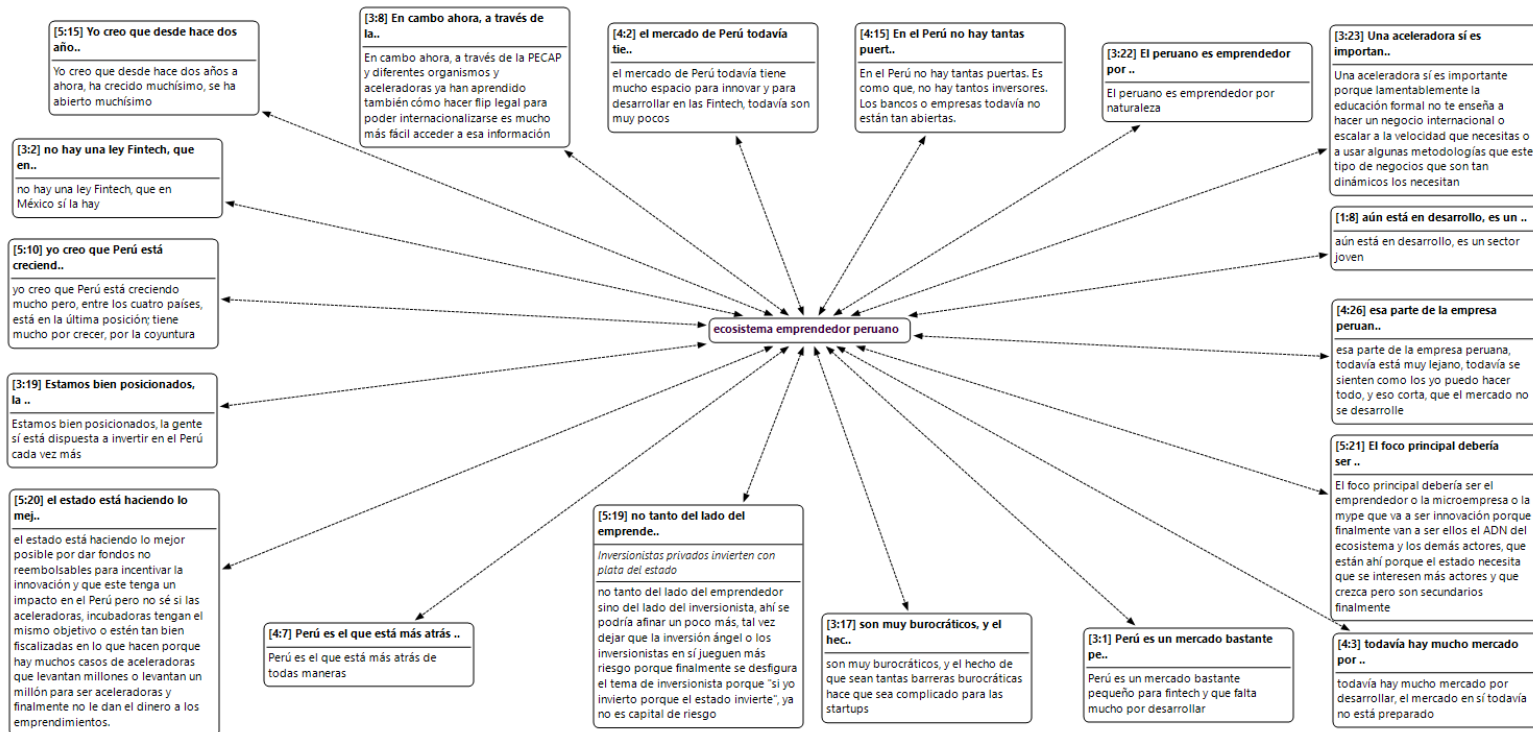 [5:15] Yo creo que desde hace dos
año..
Yo creo que desde hace dos años a
ahora, ha crecido muchísimo, se ha
abierto muchísimo
[3:8] En cambo ahora, a través de
la..
En cambo ahora, a través de la PECAP
y diferentes organismos y
aceleradoras ya han aprendido
también cómo hacer flip legal para
poder internacionalizarse es mucho
más fácil acceder a esa información
[4:2] el mercado de Perú todavía
tie..
el mercado de Perú todavía tiene
mucho espacio para innovar y para
desarrollar en las Fintech, todavía son
muy pocos
[4:15] En el Perú no hay tantas
puert..
En el Perú no hay tantas puertas. Es
como que, no hay tantos inversores.
Los bancos o empresas todavía no
están tan abiertas.
[3:22] El peruano es emprendedor
por ..
El peruano es emprendedor por
naturaleza
[3:23] Una aceleradora sí es
importan..
Una aceleradora sí es importante
porque lamentablemente la
educación formal no te enseña a
hacer un negocio internacional o
escalar a la velocidad que necesitas o
a usar algunas metodologías que este
tipo de negocios que son tan
dinámicos los necesitan
[3:2] no hay una ley Fintech, que
en..
no hay una ley Fintech, que en
México sí la hay
[1:8] aún está en desarrollo, es un ..
aún está en desarrollo, es un sector
joven
[5:10] yo creo que Perú está
creciend..
yo creo que Perú está creciendo
mucho pero, entre los cuatro países,
está en la última posición; tiene
mucho por crecer, por la coyuntura
ecosistema emprendedor peruano
[4:26] esa parte de la empresa
peruan..
esa parte de la empresa peruana,
todavía está muy lejano, todavía se
sienten como los yo puedo hacer
todo, y eso corta, que el mercado no
se desarrolle
[3:19] Estamos bien posicionados,
la ..
Estamos bien posicionados, la gente
sí está dispuesta a invertir en el Perú
cada vez más
[5:21] El foco principal debería
ser ..
El foco principal debería ser el
emprendedor o la microempresa o la
mype que va a ser innovación porque
finalmente van a ser ellos el ADN del
ecosistema y los demás actores, que
están ahí porque el estado necesita
que se interesen más actores y que
crezca pero son secundarios
finalmente
[5:20] el estado está haciendo lo
mej..
el estado está haciendo lo mejor
posible por dar fondos no
reembolsables para incentivar la
innovación y que este tenga un
impacto en el Perú pero no sé si las
aceleradoras, incubadoras tengan el
mismo objetivo o estén tan bien
fiscalizadas en lo que hacen porque
hay muchos casos de aceleradoras
que levantan millones o levantan un
millón para ser aceleradoras y
finalmente no le dan el dinero a los
emprendimientos.
[4:7] Perú es el que está más atrás ..
Perú es el que está más atrás de
todas maneras
[5:19] no tanto del lado del
emprende..
Inversionistas privados invierten con
plata del estado
no tanto del lado del emprendedor
sino del lado del inversionista, ahí se
podría afinar un poco más, tal vez
dejar que la inversión ángel o los
inversionistas en sí jueguen más
riesgo porque finalmente se desfigura
el tema de inversionista porque "si yo
invierto porque el estado invierte", ya
no es capital de riesgo
[3:17] son muy burocráticos, y el
hec..
son muy burocráticos, y el hecho de
que sean tantas barreras burocráticas
hace que sea complicado para las
startups
[3:1] Perú es un mercado bastante
pe..
Perú es un mercado bastante
pequeño para fintech y que falta
mucho por desarrollar
[4:3] todavía hay mucho mercado
por ..
todavía hay mucho mercado por
desarrollar, el mercado en sí todavía
no está preparado